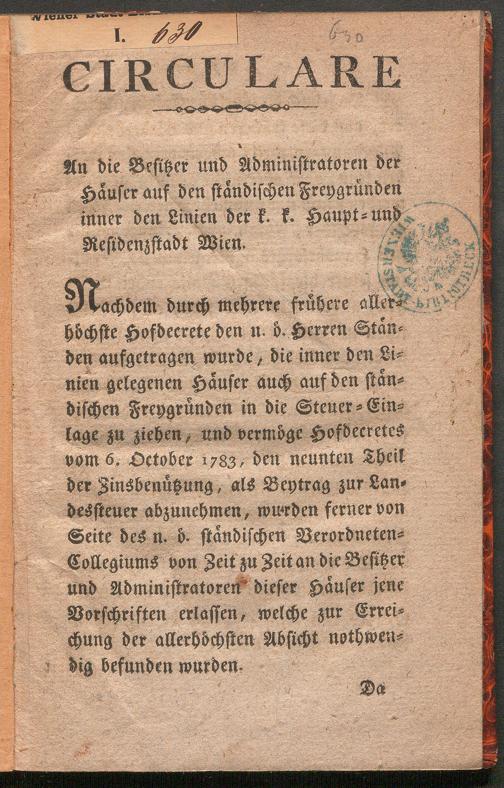 Wiener Stadt
I. 630
630
CIRCULARE
An die Besitzer und Administratoren der
Häuser auf den ständischen Freygründen
inner den Linien der k. k. Haupt- und
Residenzstadt Wien.
Nachdem durch mehrere frühere aller-
höchste Hofdecrete den n. ö. Herren Stän-
den aufgetragen wurde, die inner den Li-
nien gelegenen Häuser auch auf den stän-
dischen Freygründen in die Steuer-Ein-
lage zu ziehen, und vermöge Hofdecretes
vom 6. October 1783, den neunten Theil
der Zinsbenützung, als Beytrag zur Lan-
dessteuer abzunehmen, wurden ferner von
Seite des n. ö. ständischen Verordneten-
Collegiums von Zeit zu Zeit an die Besitzer
und Administratoren dieser Häuser jene
Vorschriften erlassen, welche zur Errei-
chung der allerhöchsten Absicht nothwen-
dig befunden wurden.
Da